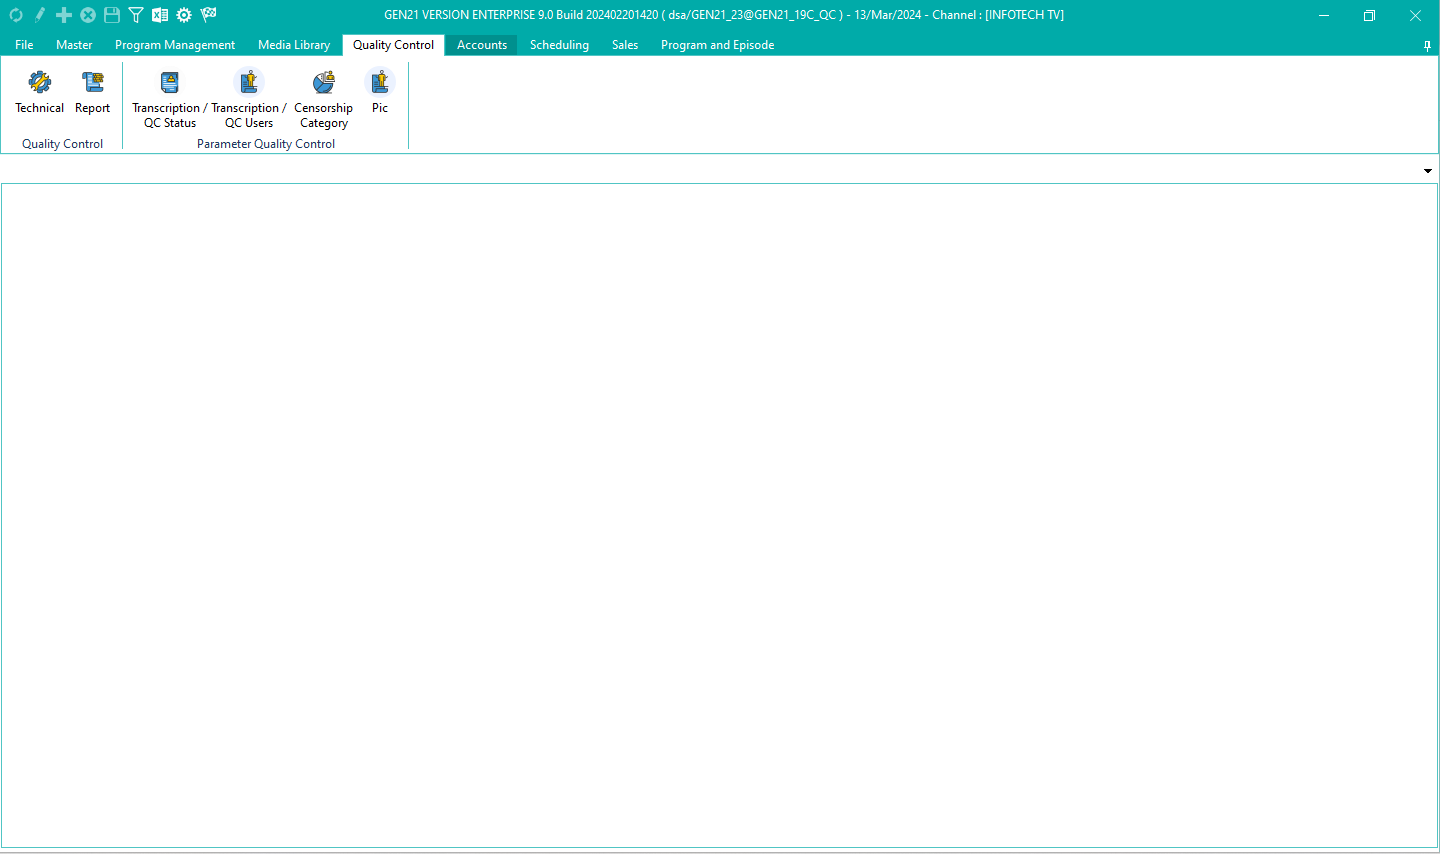 GEN21 VERSION ENTERPRISE 9.0 Build 202402201420 ( dsa/GEN21_23@GEN21_19C_QC ) - 13/Mar/2024 - Channel : [INFOTECH TV]
File Master Program Management Media Library Quality Control Accounts Scheduling Sales Program and Episode
Technical Report Transcription / Transcription / Censorship Pic
QC Status QC Users Category
Quality Control Parameter Quality Control